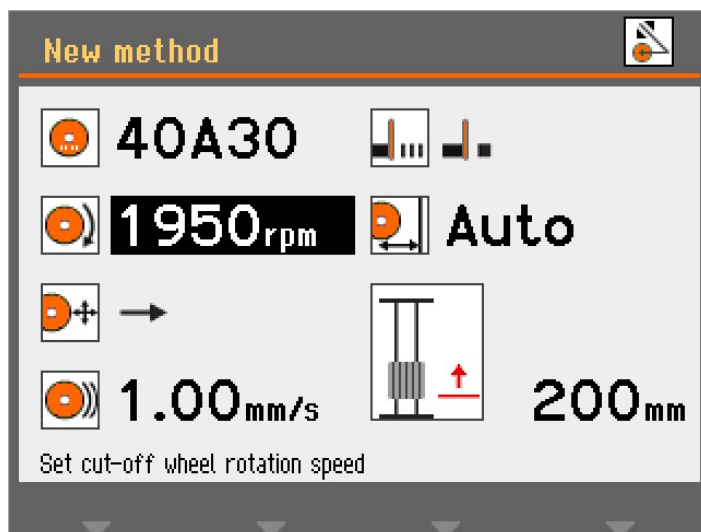 New method
40A30
1950rpm Auto
1.00mm/s 200mm
Set cut-off wheel rotation speed